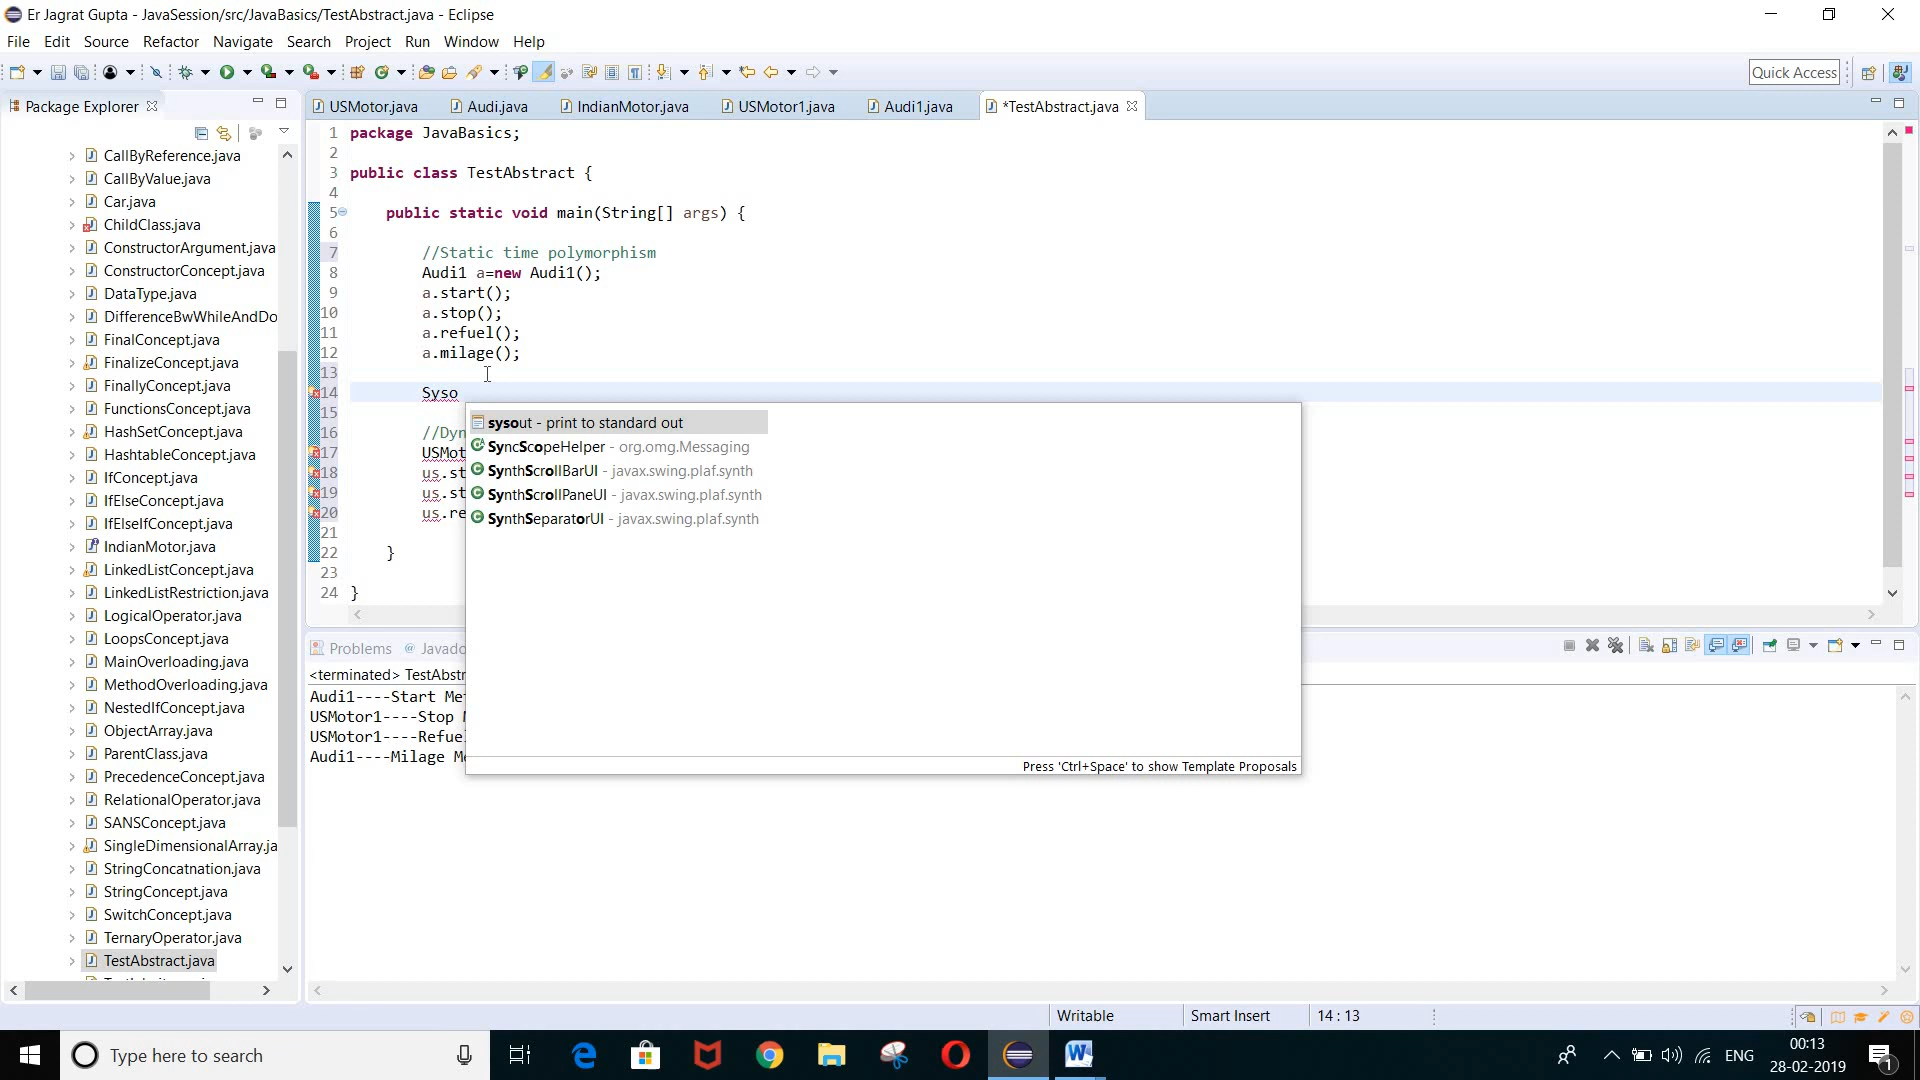 Er Jagrat Gupta - JavaSession/src/JavaBasics/TestAbstract.java - Eclipse
File Edit Source Refactor Navigate Search Project Run Window Help
Quick Access
Package Explorer
USMotor.java Audi.java IndianMotor.java USMotor1.java Audi1.java *TestAbstract.java
CallByReference.java
CallByValue.java
Car.java
ChildClass.java
ConstructorArgument.java
ConstructorConcept.java
DataType.java
DifferenceBwWhileAndDo
FinalConcept.java
FinalizeConcept.java
FinallyConcept.java
FunctionsConcept.java
HashSetConcept.java
HashtableConcept.java
IfConcept.java
IfElseConcept.java
IfElseIfConcept.java
IndianMotor.java
LinkedListConcept.java
LinkedListRestriction.java
LogicalOperator.java
LoopsConcept.java
MainOverloading.java
MethodOverloading.java
NestedIfConcept.java
ObjectArray.java
ParentClass.java
PrecedenceConcept.java
RelationalOperator.java
SANSConcept.java
SingleDimensionalArray.ja
StringConcatnation.java
StringConcept.java
SwitchConcept.java
TernaryOperator.java
TestAbstract.java
1 package JavaBasics;
2
3 public class TestAbstract {
4
5 public static void main(String[] args) {
6
7 //Static time polymorphism
8 Audi1 a=new Audi1();
9 a.start();
10 a.stop();
11 a.refuel();
12 a.milage();
13
14 Syso
15
16 //Dyn
17 USMot
18 us.st
19 us.st
20 us.re
21
22 }
23
24 }
sysout - print to standard out
SyncScopeHelper - org.omg.Messaging
SynthScrollBarUI - javax.swing.plaf.synth
SynthScrollPaneUI - javax.swing.plaf.synth
SynthSeparatorUI - javax.swing.plaf.synth
Press 'Ctrl+Space' to show Template Proposals
Problems @ Javado
<terminated> TestAbstr
Audi1----Start Me
USMotor1----Stop
USMotor1----Refue
Audi1----Milage Me
Writable Smart Insert 14 : 13
Type here to search
ENG
00:13
28-02-2019
1